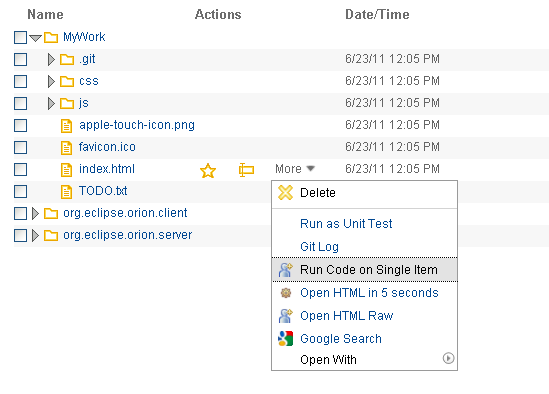 Name Actions Date/Time
MyWork
.git 6/23/11 12:05 PM
css 6/23/11 12:05 PM
js 6/23/11 12:05 PM
apple-touch-icon.png 6/23/11 12:05 PM
favicon.ico 6/23/11 12:05 PM
index.html More 6/23/11 12:05 PM
TODO.txt
org.eclipse.orion.client
org.eclipse.orion.server
Delete
Run as Unit Test
Git Log
Run Code on Single Item
Open HTML in 5 seconds
Open HTML Raw
Google Search
Open With